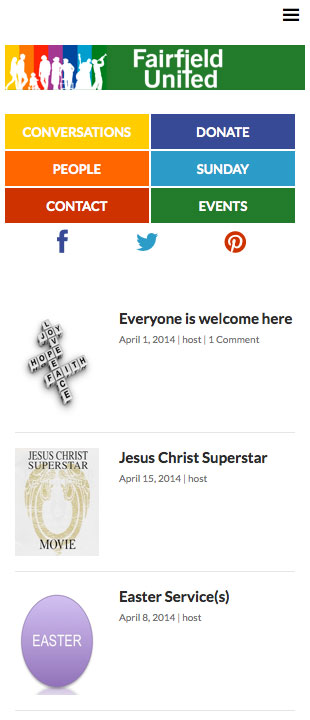 Fairfield
United
CONVERSATIONS
DONATE
PEOPLE
SUNDAY
CONTACT
EVENTS
Everyone is welcome here
April 1, 2014 | host | 1 Comment
LOVE
JOY
HOPE
PEACE
FAITH
Jesus Christ Superstar
April 15, 2014 | host
JESUS CHRIST
SUPERSTAR
MOVIE
Easter Service(s)
April 8, 2014 | host
EASTER